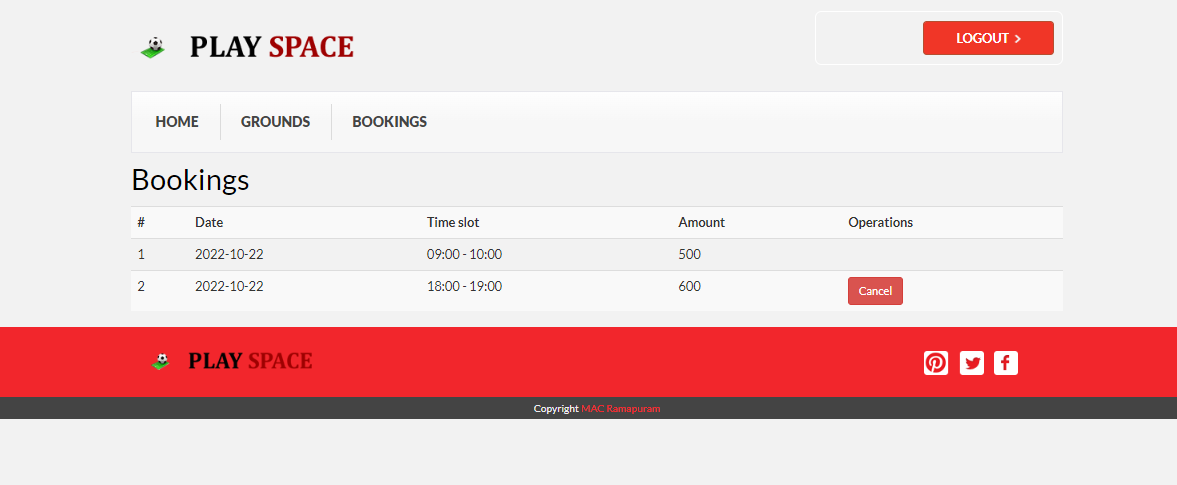 PLAY SPACE
LOGOUT
HOME GROUNDS BOOKINGS
Bookings
# Date Time slot Amount Operations
1 2022-10-22 09:00 - 10:00 500
2 2022-10-22 18:00 - 19:00 600 Cancel
PLAY SPACE
Copyright MAC Ramapuram